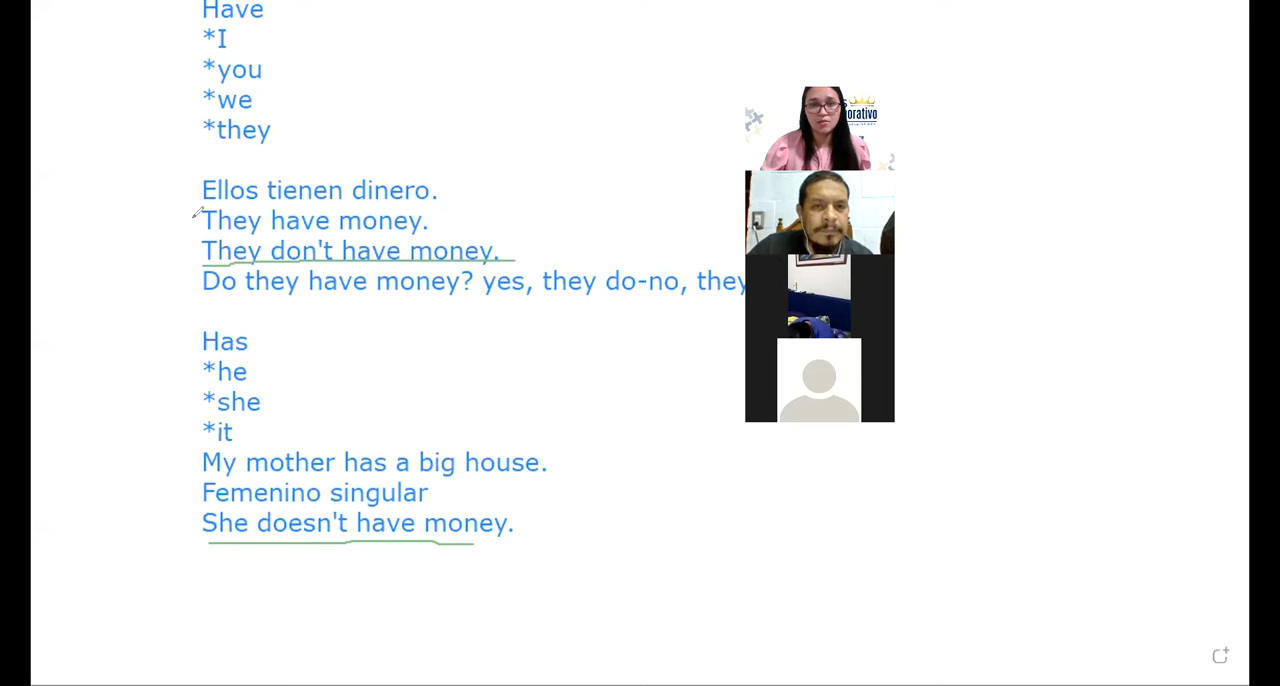 Have
*I
*you
*we
*they
Ellos tienen dinero.
They have money.
They don't have money.
Do they have money? yes, they do-no, they
Has
*he
*she
*it
My mother has a big house.
Femenino singular
She doesn't have money.
orativo